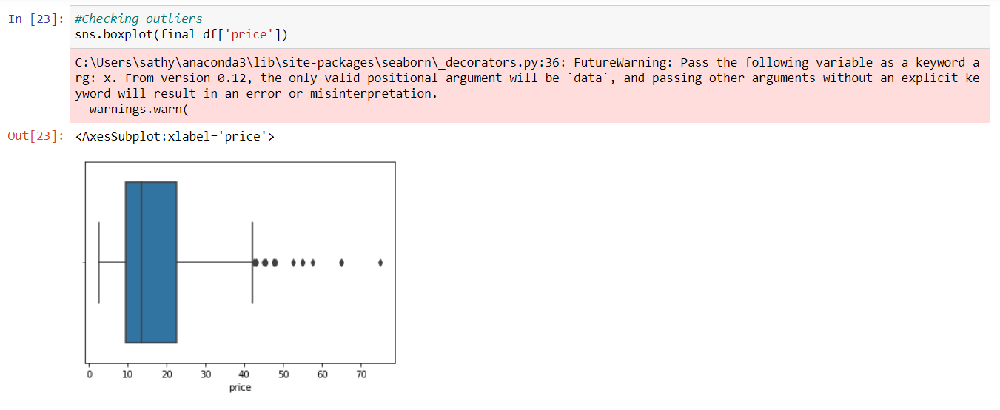 In [23]: #Checking outliers
sns.boxplot(final_df['price'])
C:\Users\sathy\anaconda3\lib\site-packages\seaborn\_decorators.py:36: FutureWarning: Pass the following variable as a keyword a
rg: x. From version 0.12, the only valid positional argument will be `data`, and passing other arguments without an explicit ke
yword will result in an error or misinterpretation.
  warnings.warn(
Out[23]: <AxesSubplot:xlabel='price'>
0 10 20 30 40 50 60 70
price